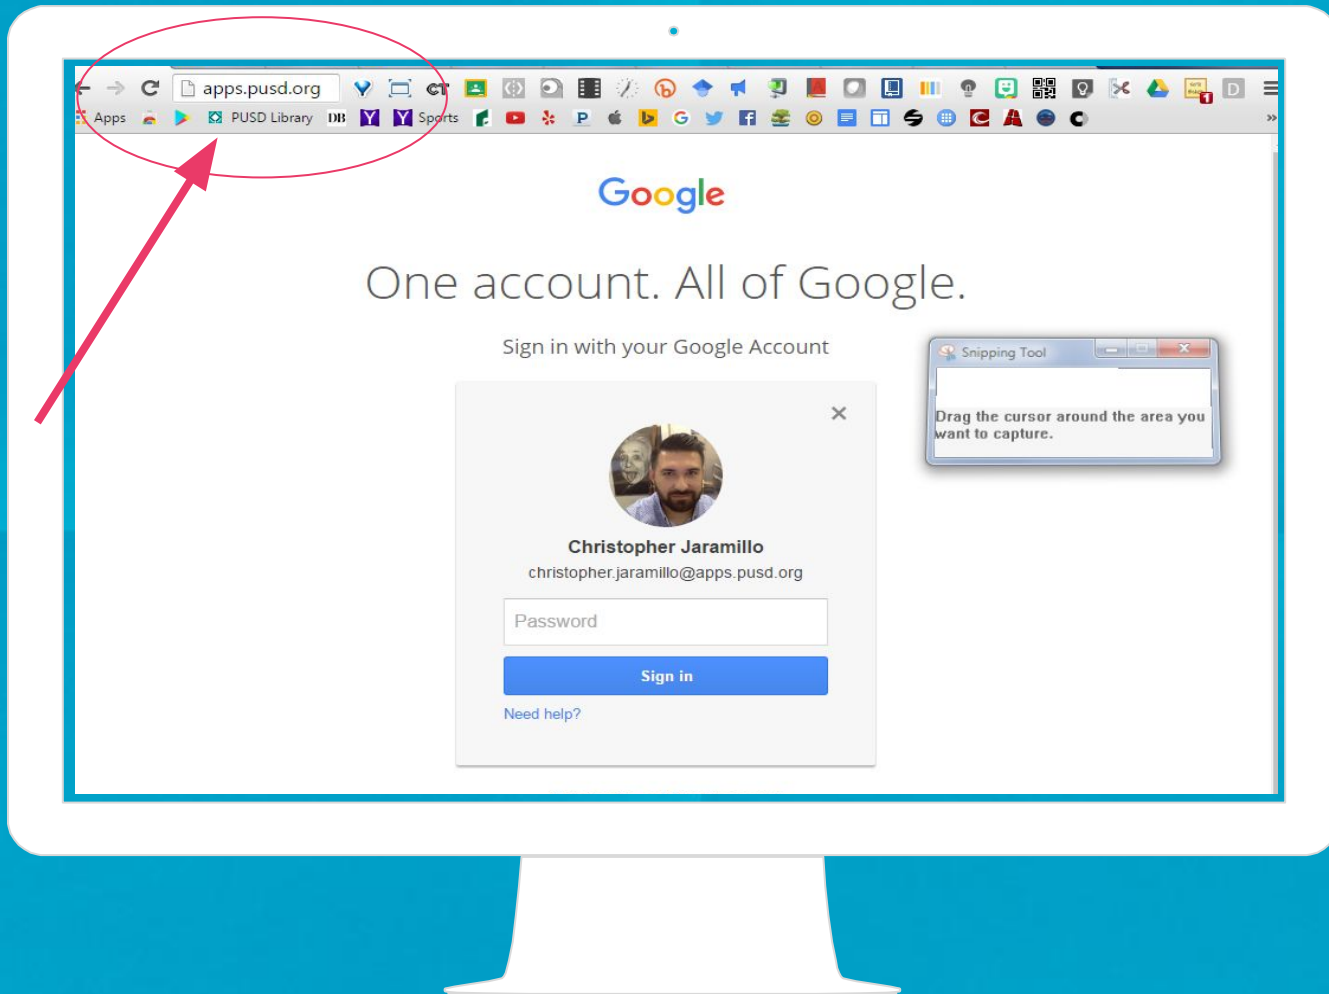 apps.pusd.org
CT
Apps
PUSD Library
DB
Y
Y Sports
Google
One account. All of Google.
Sign in with your Google Account
Snipping Tool
Drag the cursor around the area you
want to capture.
Christopher Jaramillo
christopher.jaramillo@apps.pusd.org
Password
Sign in
Need help?